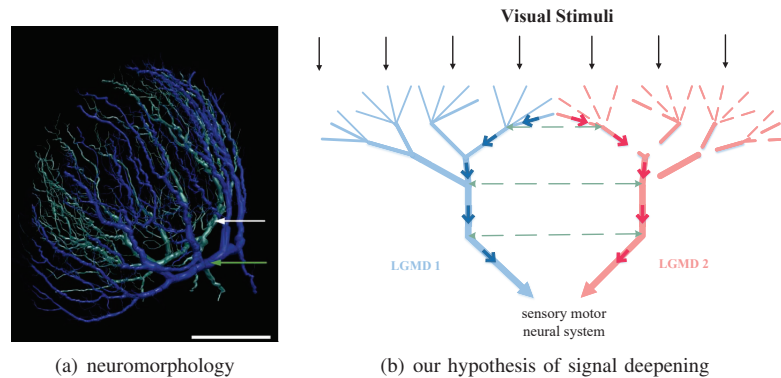 Visual Stimuli
LGMD 1
LGMD 2
sensory motor
neural system
(a) neuromorphology
(b) our hypothesis of signal deepening